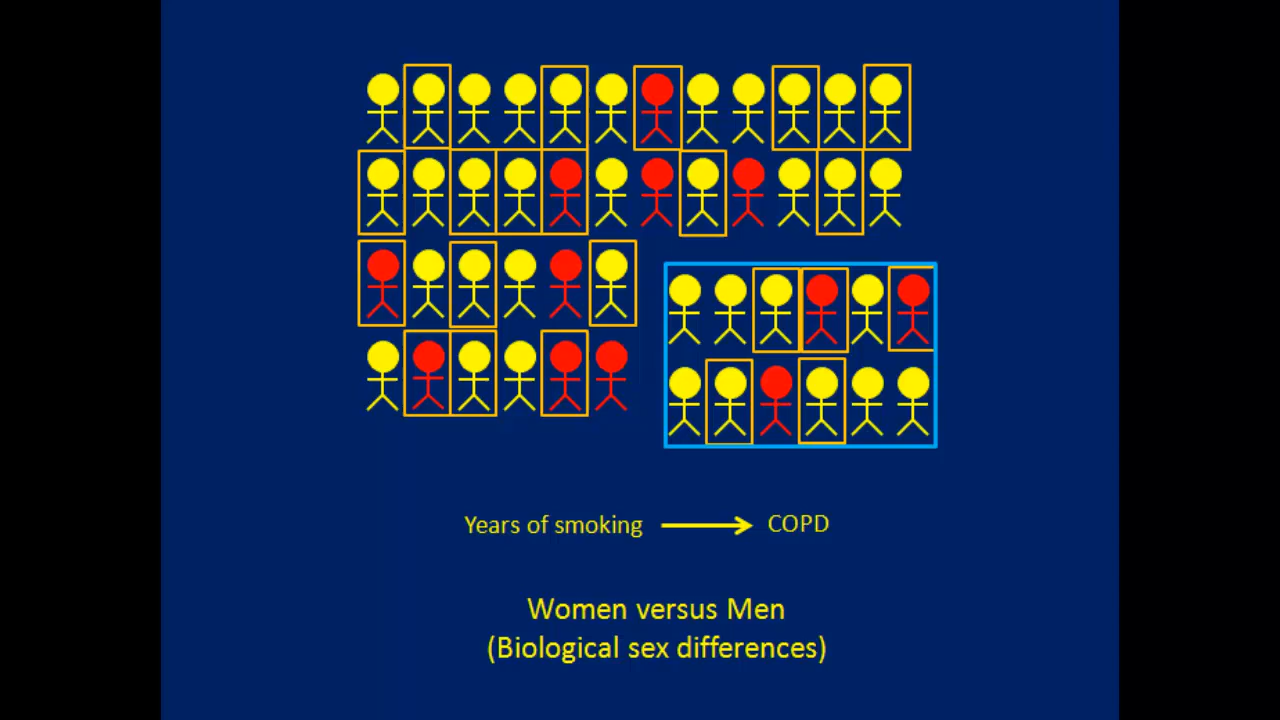 Years of smoking COPD
Women versus Men
(Biological sex differences)